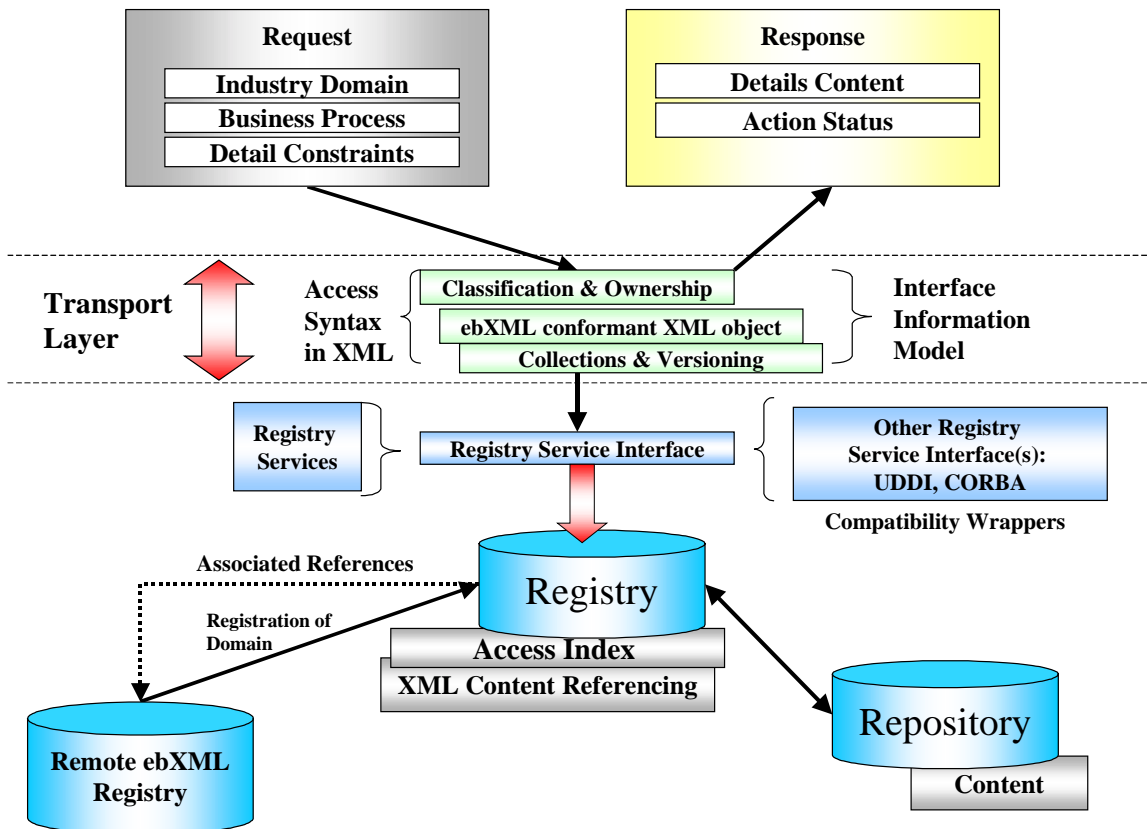 Request
Industry Domain
Business Process
Detail Constraints
Response
Details Content
Action Status
Transport
Layer
Access
Syntax
in XML
Classification & Ownership
ebXML conformant XML object
Collections & Versioning
Interface
Information
Model
Registry
Services
Registry Service Interface
Other Registry
Service Interface(s):
UDDI, CORBA
Compatibility Wrappers
Associated References
Registration of
Domain
Registry
Access Index
XML Content Referencing
Remote ebXML
Registry
Repository
Content